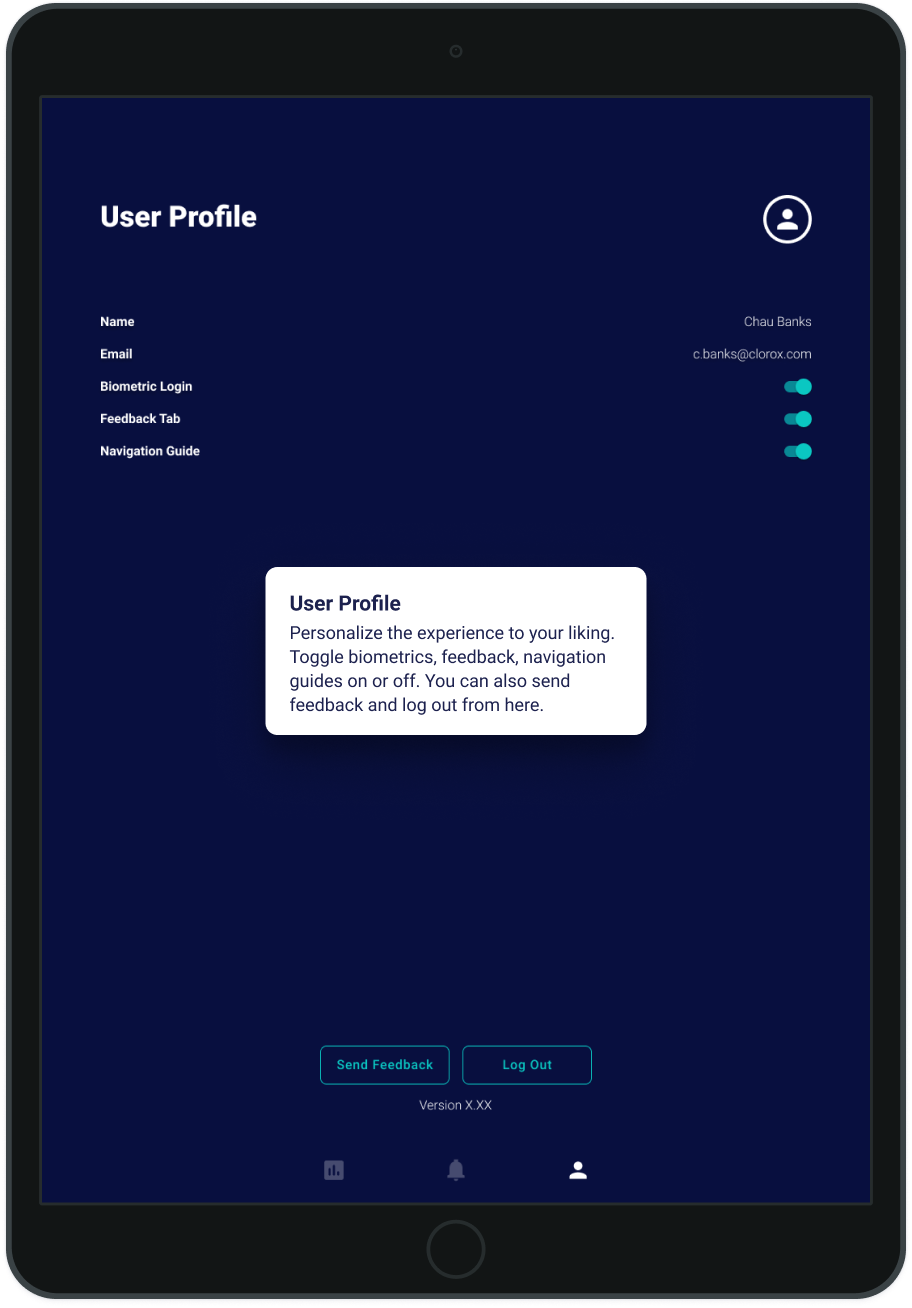 User Profile
Name Chau Banks
Email c.banks@clorox.com
Biometric Login
Feedback Tab
Navigation Guide
User Profile
Personalize the experience to your liking.
Toggle biometrics, feedback, navigation
guides on or off. You can also send
feedback and log out from here.
Send Feedback Log Out
Version X.XX